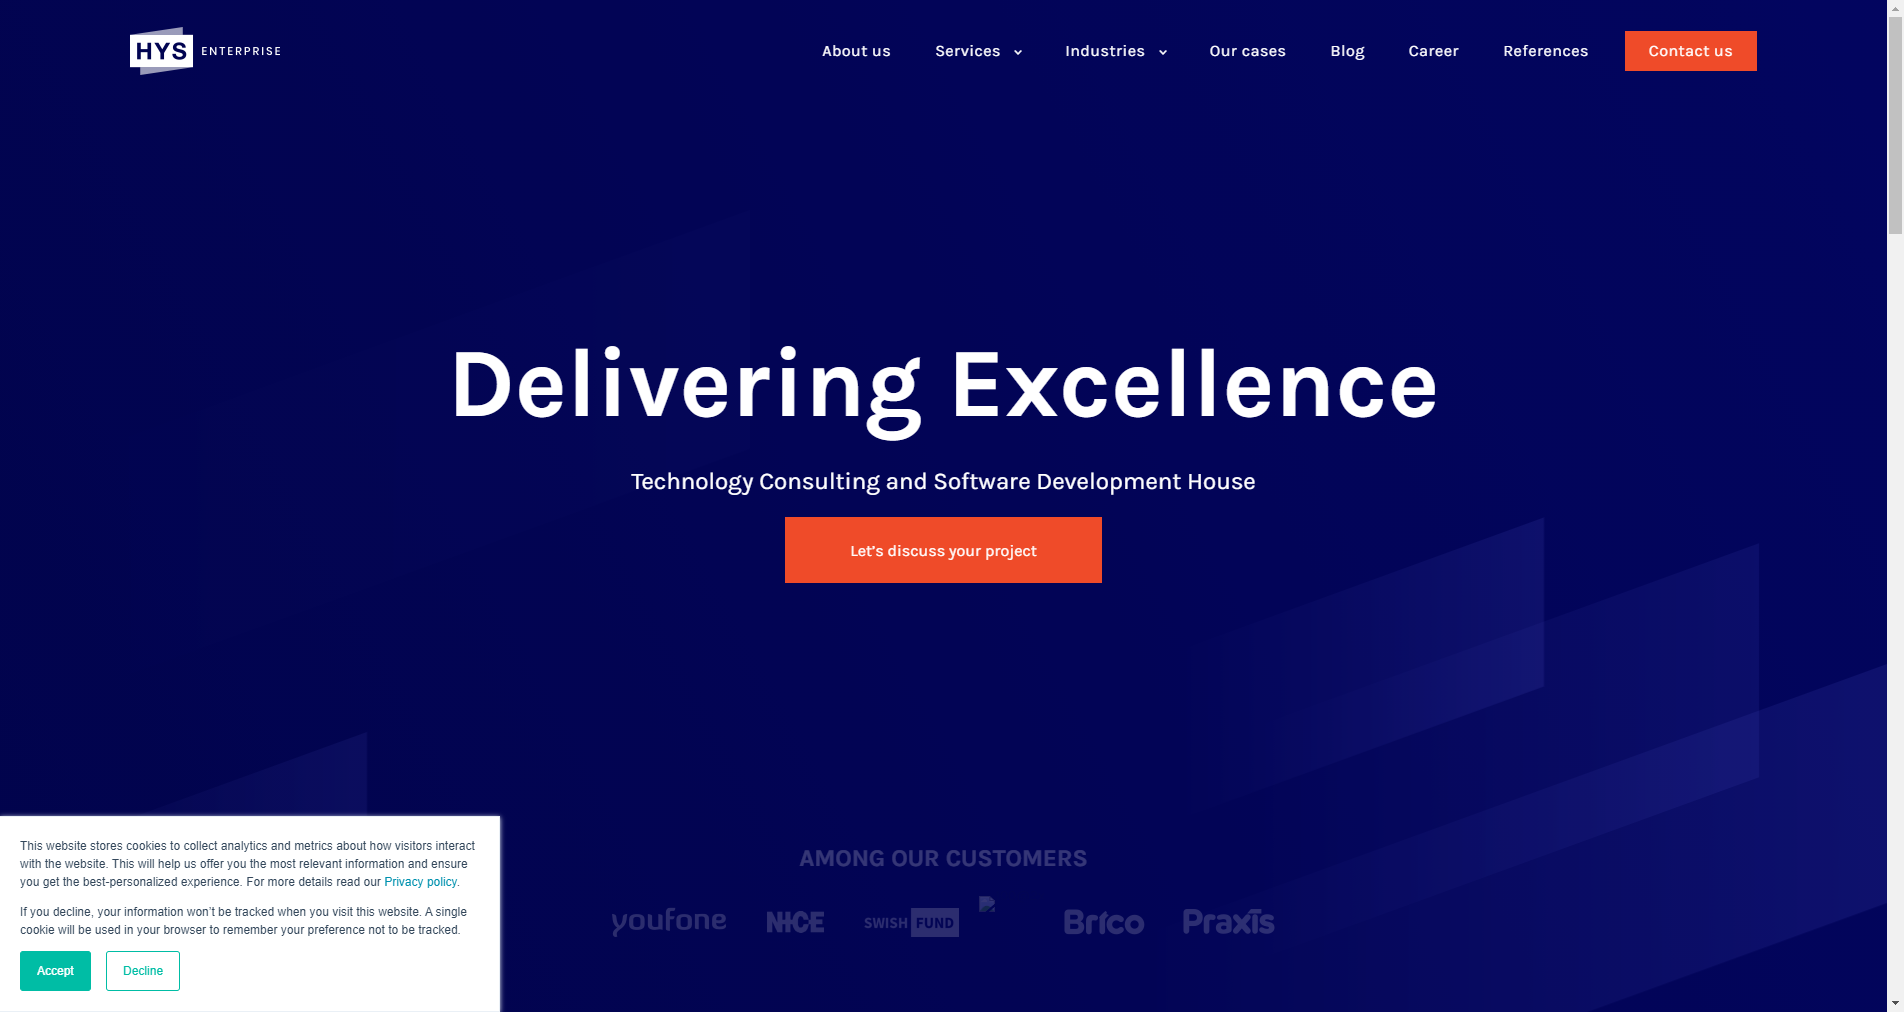 HYS ENTERPRISE
About us Services Industries Our cases Blog Career References Contact us
Delivering Excellence
Technology Consulting and Software Development House
Let's discuss your project
AMONG OUR CUSTOMERS
youfone NICE SWISH FUND Brico Praxis
This website stores cookies to collect analytics and metrics about how visitors interact
with the website. This will help us offer you the most relevant information and ensure
you get the best-personalized experience. For more details read our Privacy policy.
If you decline, your information won't be tracked when you visit this website. A single
cookie will be used in your browser to remember your preference not to be tracked.
Accept Decline